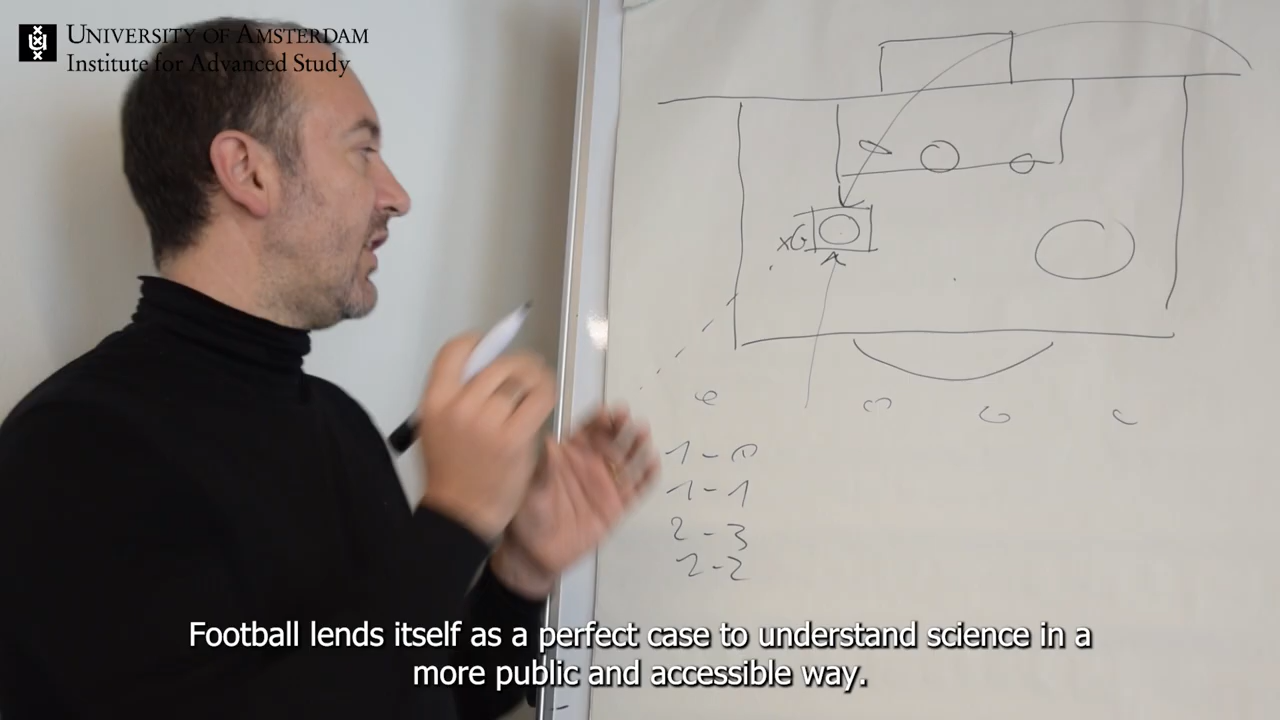 UNIVERSITY OF AMSTERDAM
Institute for Advanced Study
xG
1-0
1-1
2-3
2-2
Football lends itself as a perfect case to understand science in a
more public and accessible way.